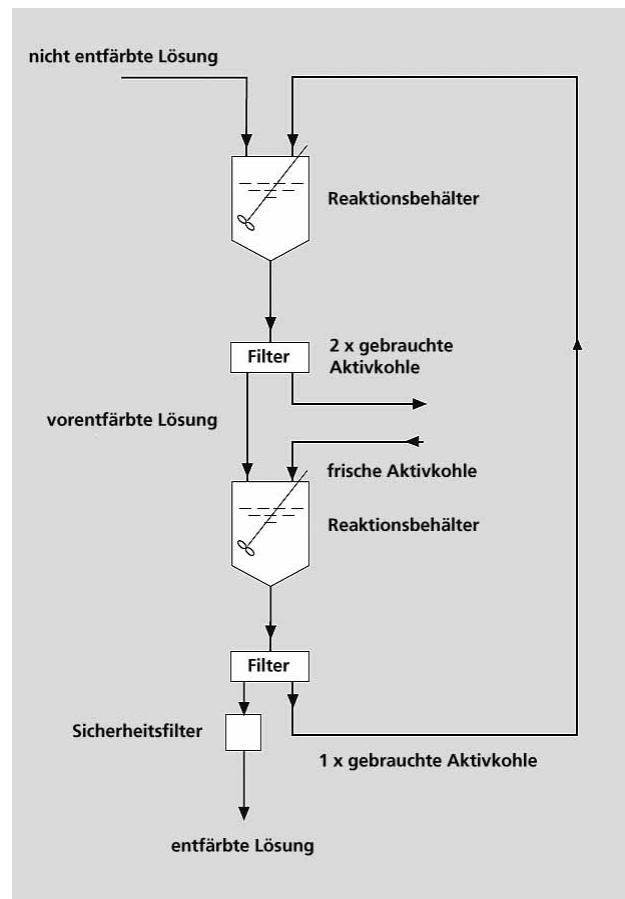 nicht entfärbte Lösung
Reaktionsbehälter
Filter
2 x gebrauchte
Aktivkohle
vorentfärbte Lösung
frische Aktivkohle
Reaktionsbehälter
Filter
Sicherheitsfilter
1 x gebrauchte Aktivkohle
entfärbte Lösung